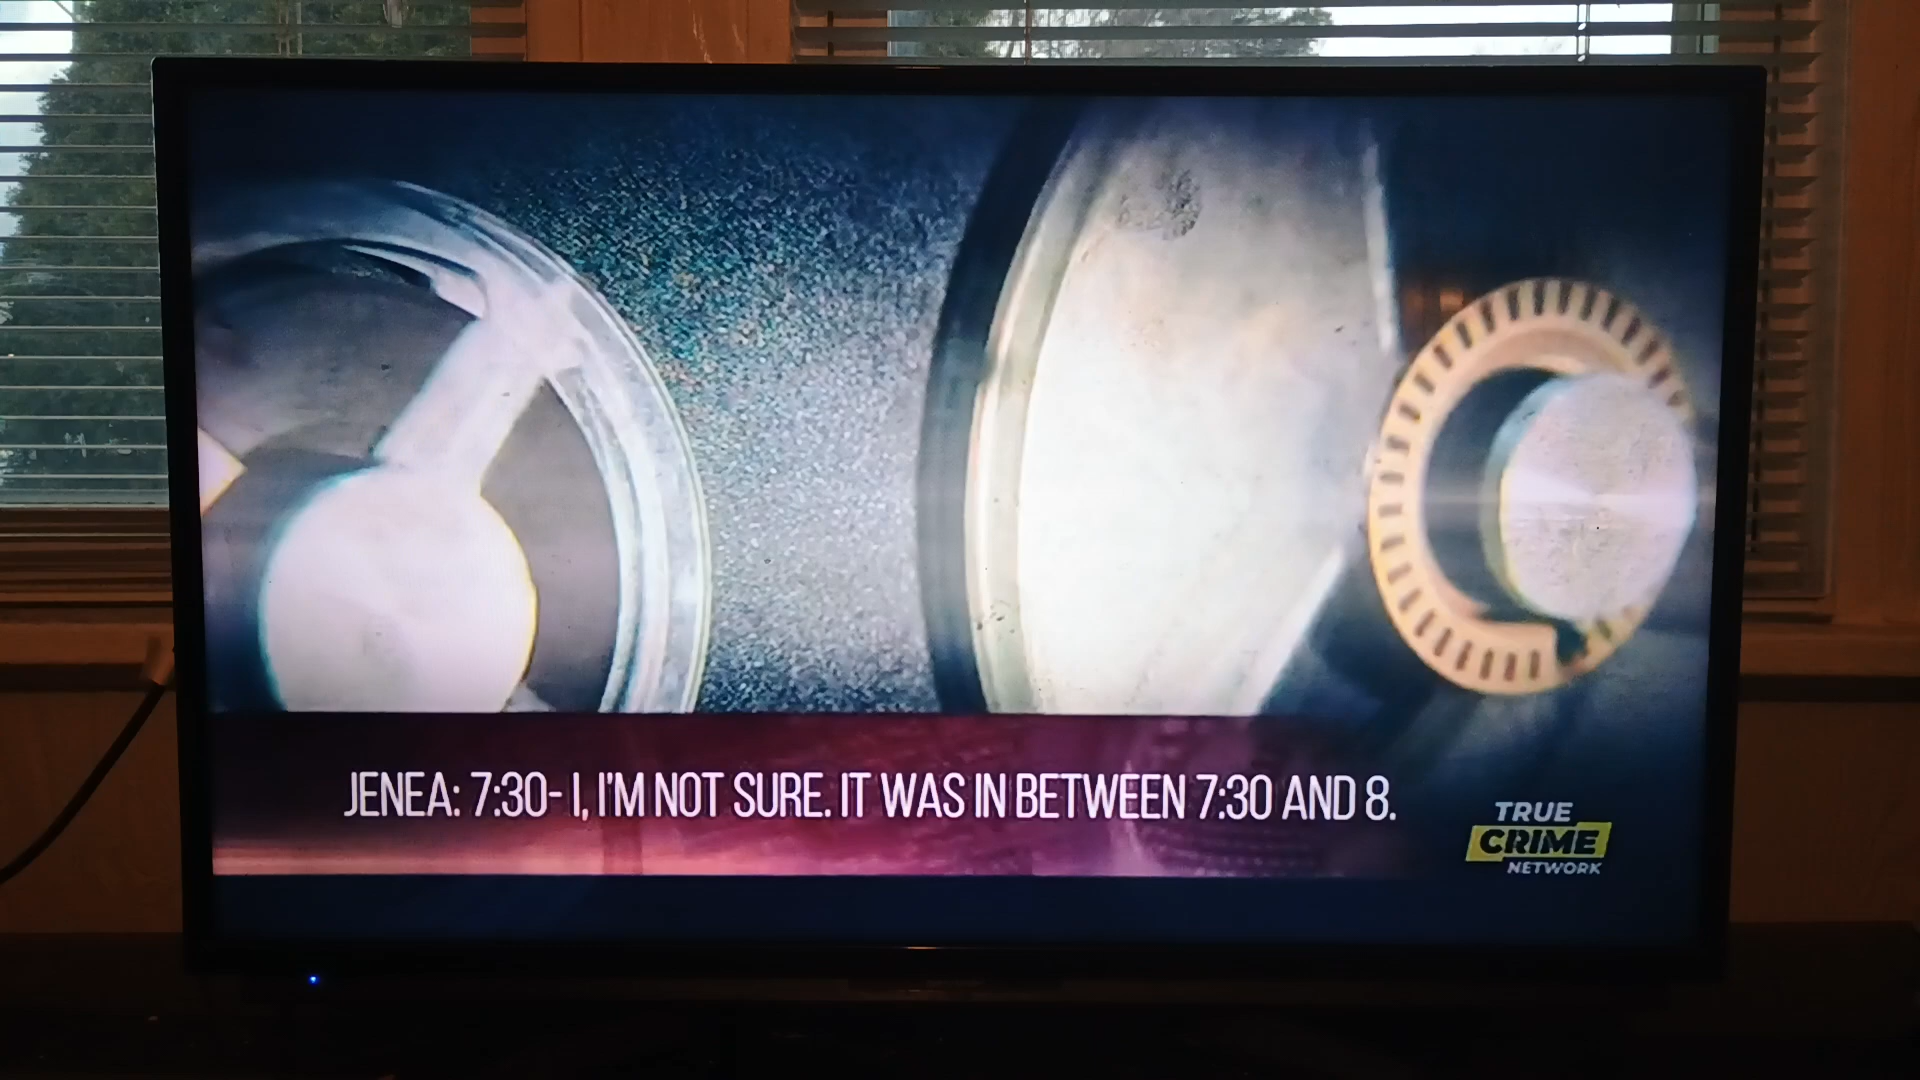 JENEA: 7:30- I, I'M NOT SURE. IT WAS IN BETWEEN 7:30 AND 8.
TRUE
CRIME
NETWORK